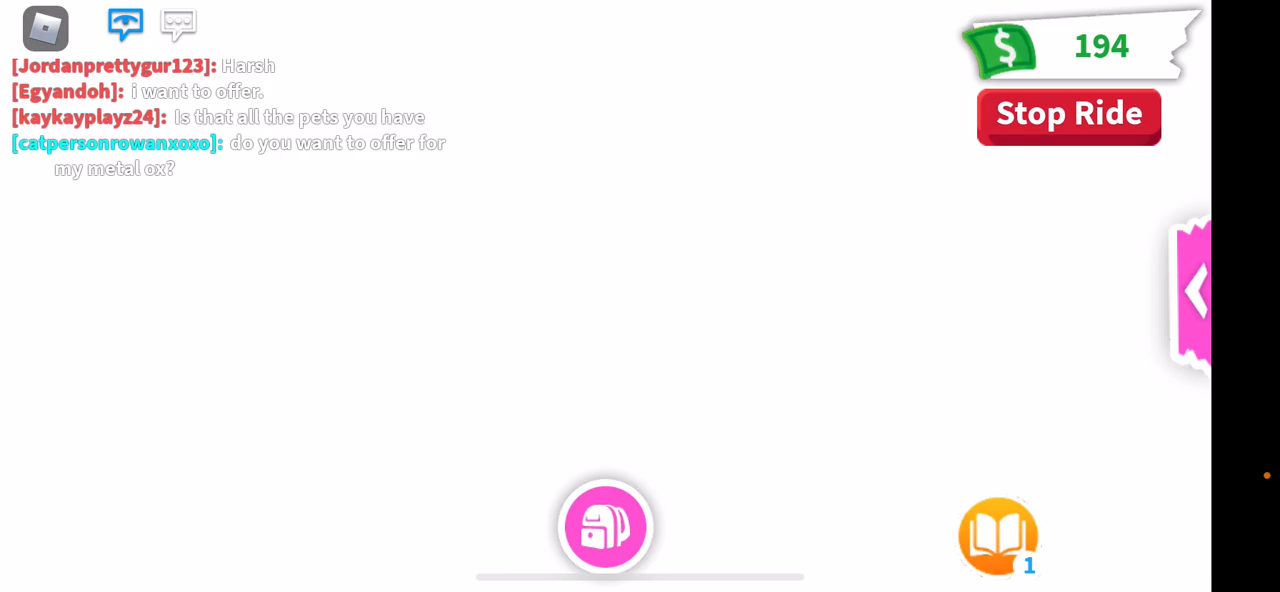 194
Stop Ride
[Jordanprettygur123]: Harsh
[Egyandoh]: i want to offer.
[kaykayplayz24]: Is that all the pets you have
[catpersonrowanxoxo]: do you want to offer for
my metal ox?
1